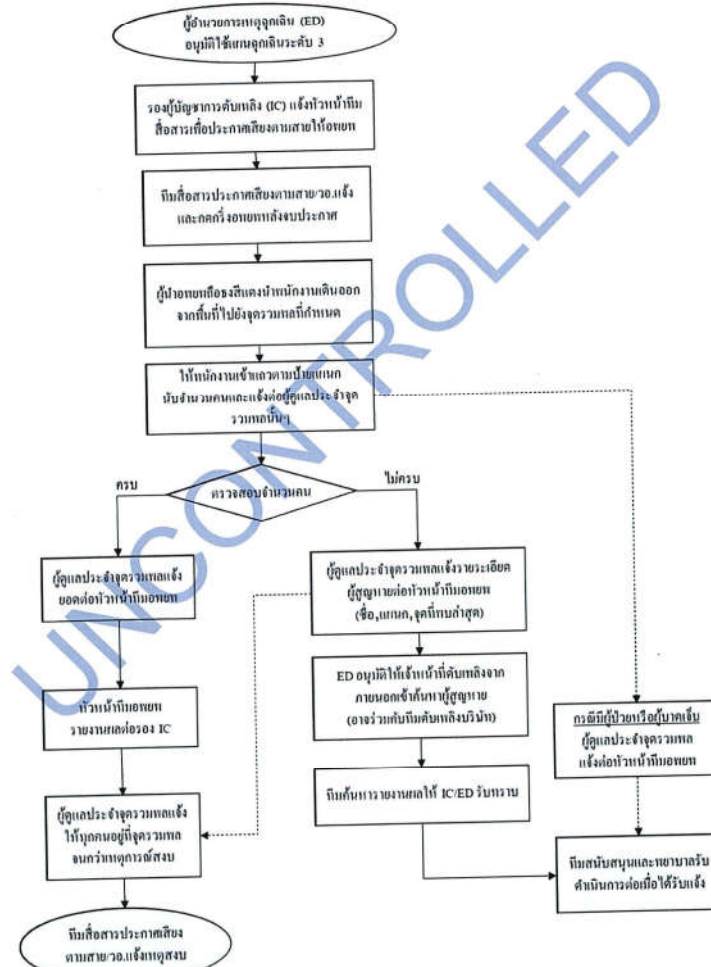 ผู้อำนวยการเหตุฉุกเฉิน (ED)
อนุมัติใช้แผนฉุกเฉินระดับ 3
รองผู้บัญชาการดับเพลิง (IC) แจ้งหัวหน้าทีม
สื่อสารเพื่อประกาศเสียงตามสายให้อพยพ
ทีมสื่อสารประกาศเสียงตามสาย/วอ.แจ้ง
และกดกริ่งอพยพหลังจบประกาศ
ผู้นำอพยพถือธงสีแดงนำพนักงานเดินออก
จากพื้นที่ไปยังจุดรวมพลที่กำหนด
ให้พนักงานเข้าแถวตามป้ายแผนก
นับจำนวนคนและแจ้งต่อผู้ดูแลประจำจุด
รวมพลนั้นๆ
ตรวจสอบจำนวนคน
ครบ
ไม่ครบ
ผู้ดูแลประจำจุดรวมพลแจ้ง
ยอดต่อหัวหน้าทีมอพยพ
ผู้ดูแลประจำจุดรวมพลแจ้งรายระเอียด
ผู้สูญหายต่อหัวหน้าทีมอพยพ
(ชื่อ,แผนก,จุดที่พบล่าสุด)
ED อนุมัติให้เจ้าหน้าที่ดับเพลิงจาก
ภายนอกเข้าค้นหาผู้สูญหาย
(อาจร่วมกับทีมดับเพลิงบริษัท)
หัวหน้าทีมอพยพ
รายงานผลต่อรอง IC
กรณีมีผู้ป่วยหรือผู้บาดเจ็บ
ผู้ดูแลประจำจุดรวมพล
แจ้งต่อหัวหน้าทีมอพยพ
ทีมค้นหารายงานผลให้ IC/ED รับทราบ
ผู้ดูแลประจำจุดรวมพลแจ้ง
ให้ทุกคนอยู่ที่จุดรวมพล
จนกว่าเหตุการณ์สงบ
ทีมสนับสนุนและพยาบาลรับ
ดำเนินการต่อเมื่อได้รับแจ้ง
ทีมสื่อสารประกาศเสียง
ตามสาย/วอ.แจ้งเหตุสงบ
UNCONTROLLED